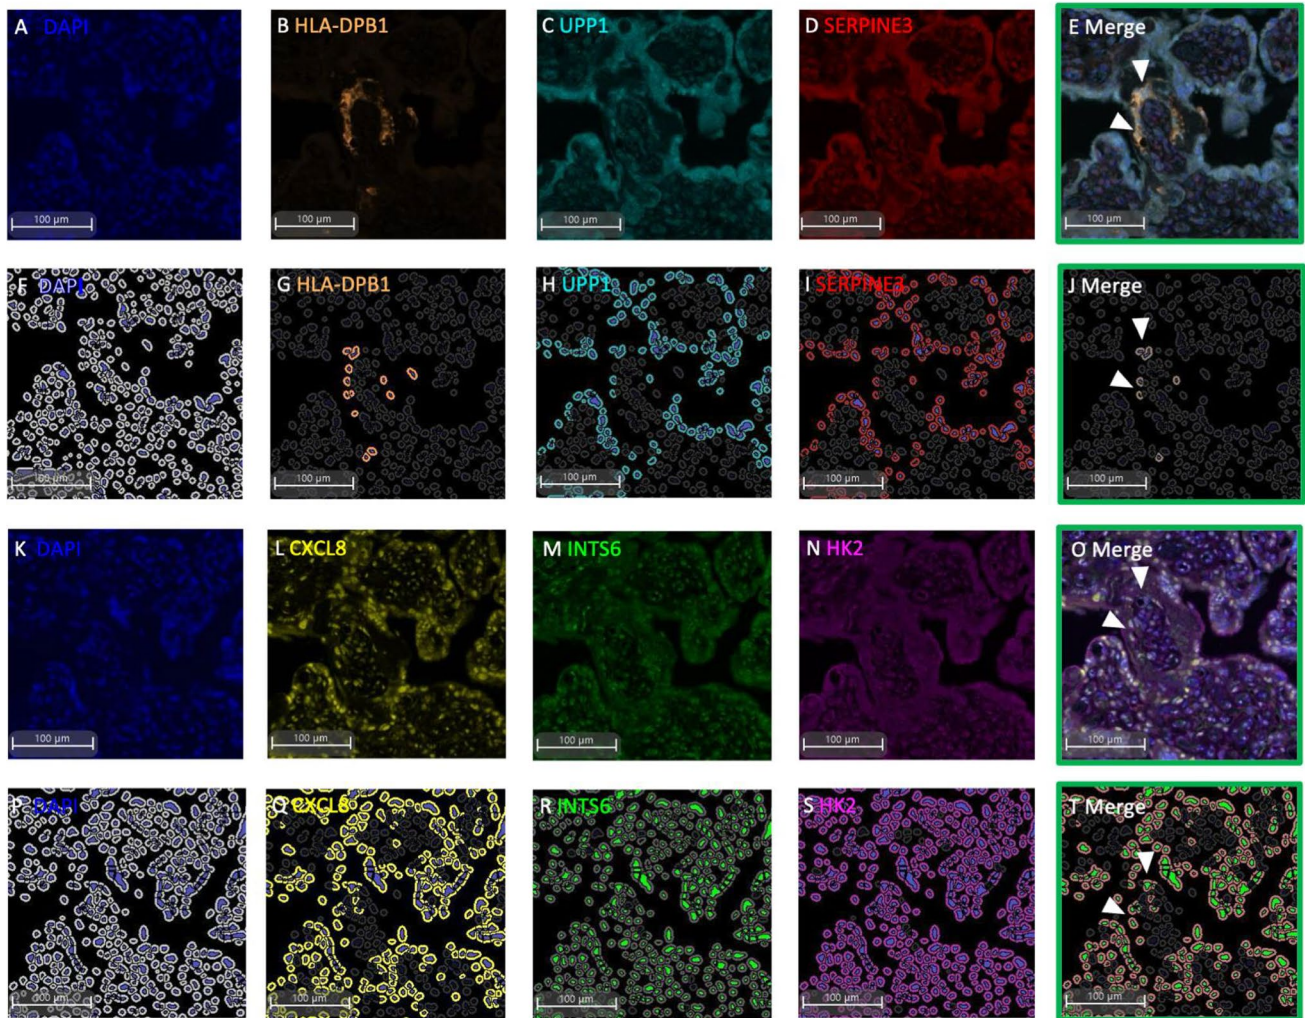 A DAPI
B HLA-DPB1
C UPP1
D SERPINE3
E Merge
100 µm
100 µm
100 µm
100 µm
100 µm
F DAPI
G HLA-DPB1
H UPP1
I SERPINE3
J Merge
100 µm
100 µm
100 µm
100 µm
100 µm
K DAPI
L CXCL8
M INTS6
N HK2
O Merge
100 µm
100 µm
100 µm
100 µm
100 µm
P DAPI
Q CXCL8
R INTS6
S HK2
T Merge
100 µm
100 µm
100 µm
100 µm
100 µm